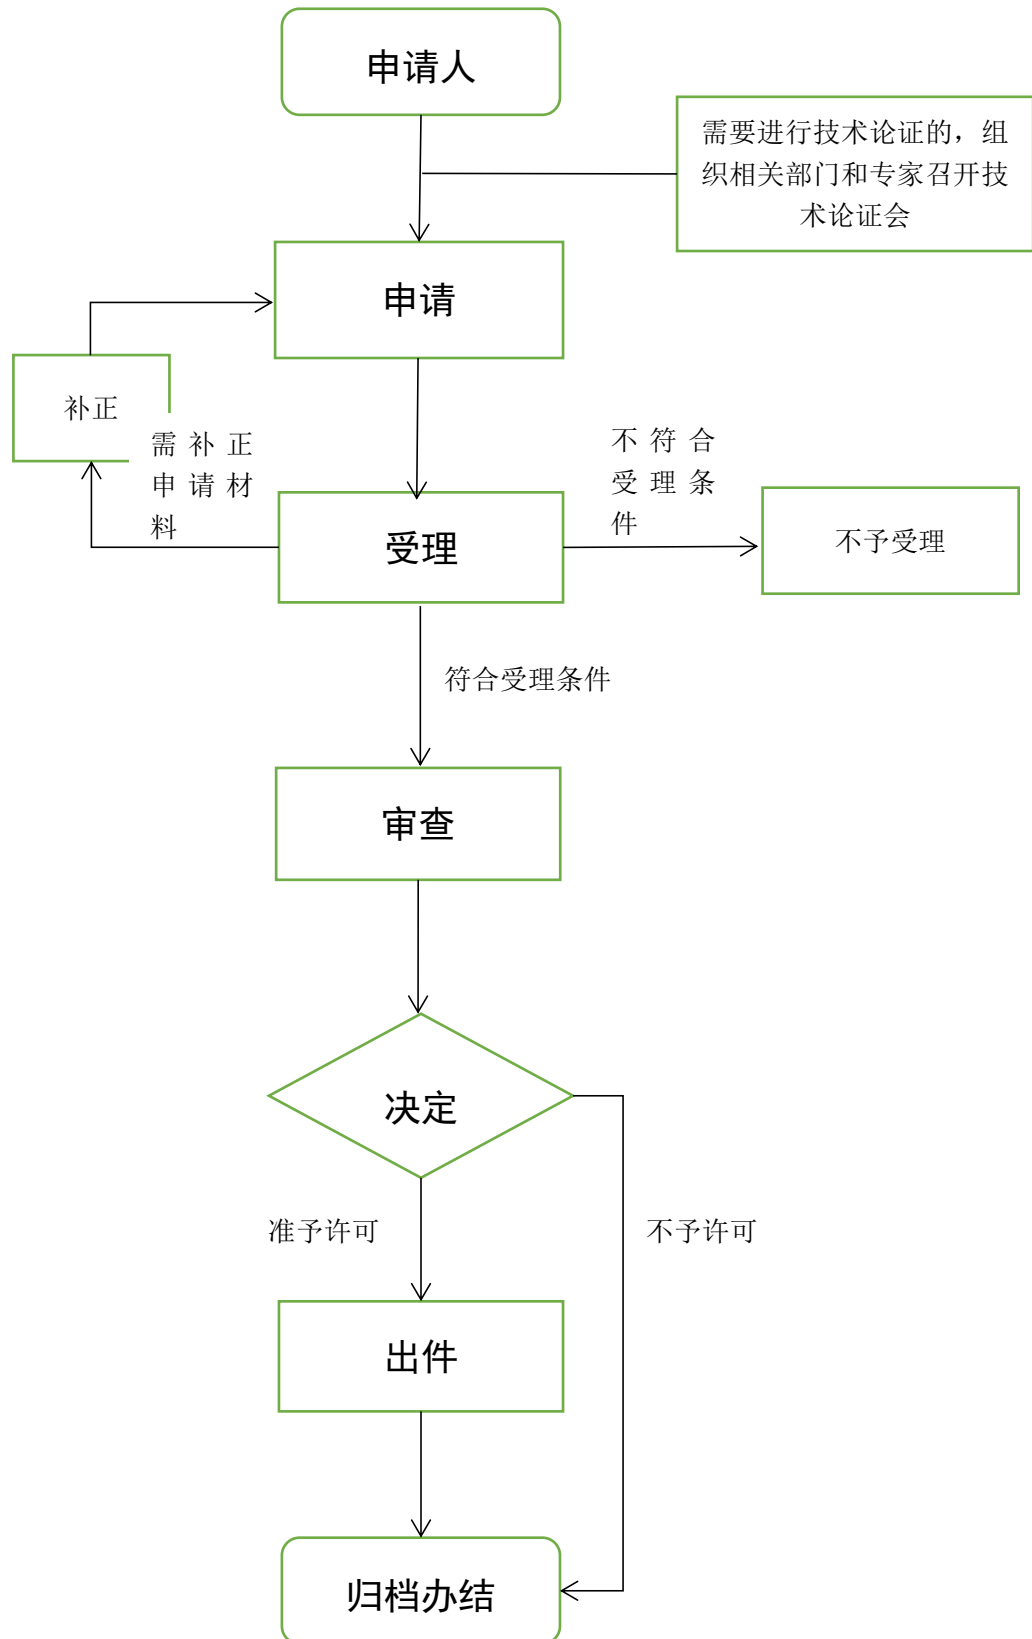 申请人
需要进行技术论证的，组
织相关部门和专家召开技
术论证会
申请
补正
需补正
申请材
料
不符合
受理条
件
受理
不予受理
符合受理条件
审查
决定
准予许可
不予许可
出件
归档办结